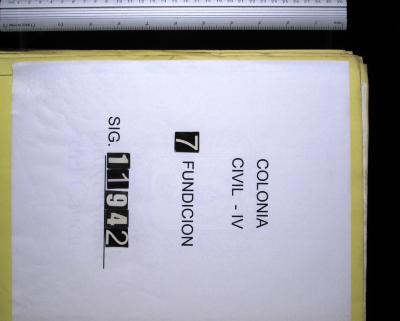 COLONIA
CIVIL - IV
7 FUNDICION
SIG. 11942